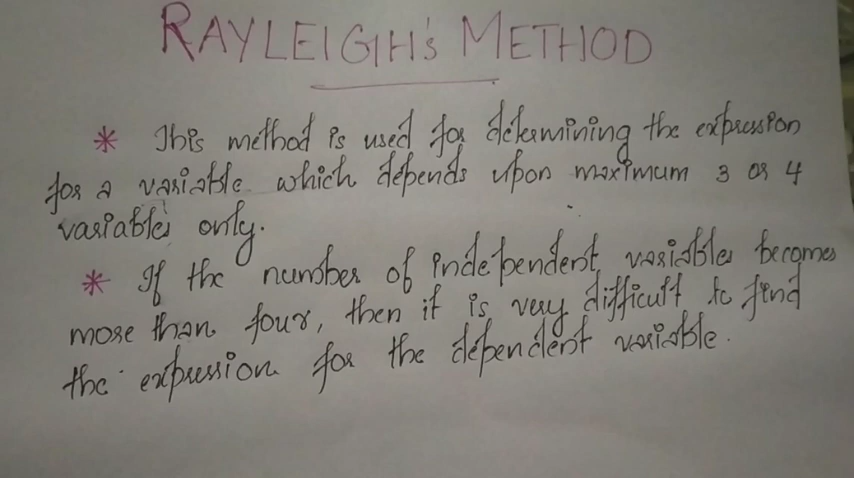 RAYLEIGH's METHOD
* This method is used for determining the expression
for a variable which depends upon maximum 3 or 4
variables only.
* If the number of independent variables becomes
more than four, then it is very difficult to find
the expression for the dependent variable.